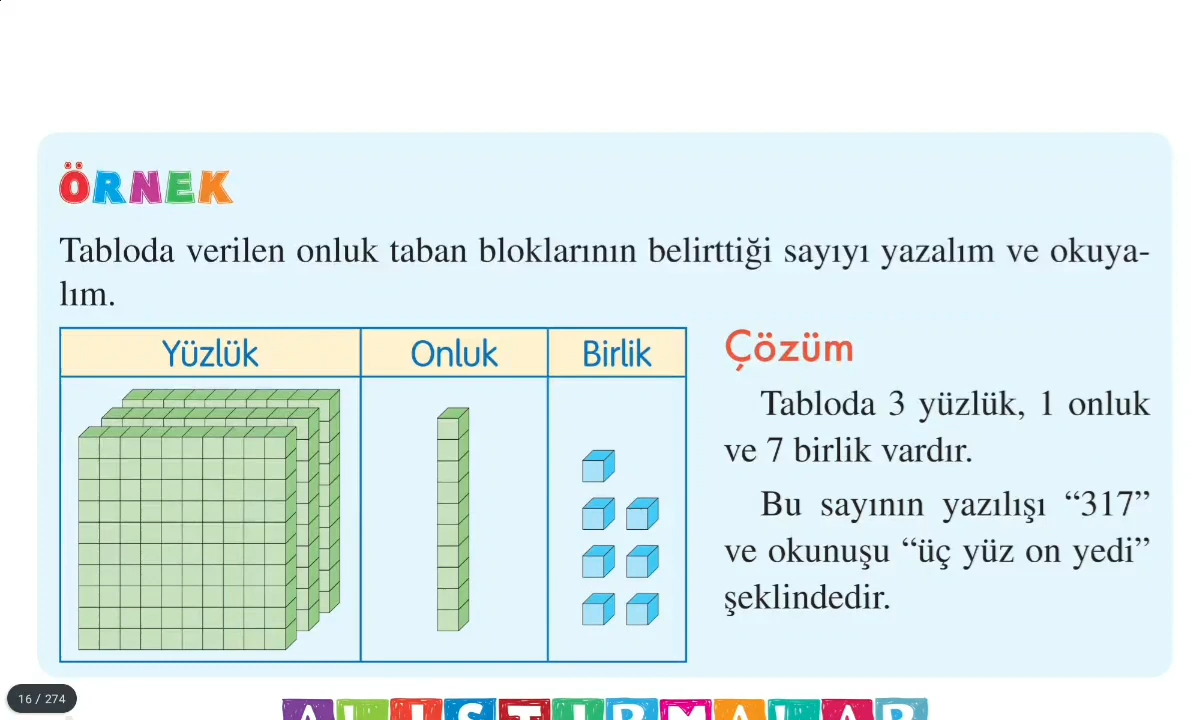 ÖRNEK
Tabloda verilen onluk taban bloklarının belirttiği sayıyı yazalım ve okuya-
lım.
Yüzlük Onluk Birlik
Çözüm
Tabloda 3 yüzlük, 1 onluk
ve 7 birlik vardır.
Bu sayının yazılışı “317”
ve okunuşu “üç yüz on yedi”
şeklindedir.
16 / 274
ALIŞTIRMALAR